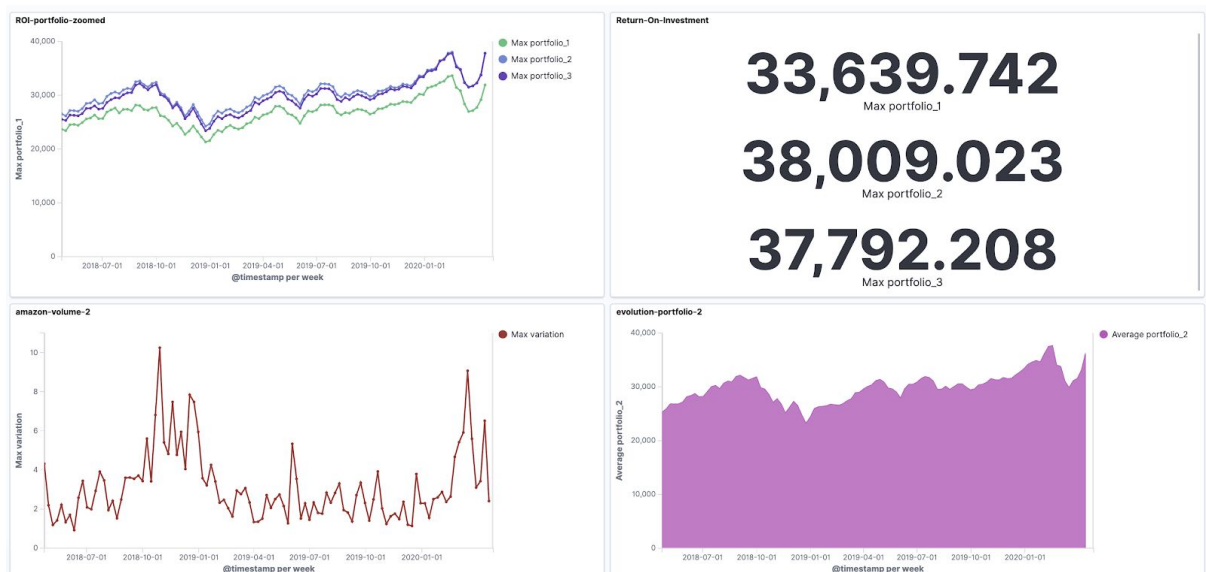 ROI-portfolio-zoomed
40,000
30,000
20,000
10,000
0
Max portfolio_1
2018-07-01 2018-10-01 2019-01-01 2019-04-01 2019-07-01 2019-10-01 2020-01-01
@timestamp per week
Max portfolio_1
Max portfolio_2
Max portfolio_3
Return-On-Investment
33,639.742
Max portfolio_1
38,009.023
Max portfolio_2
37,792.208
Max portfolio_3
amazon-volume-2
10
8
6
4
2
0
Max variation
2018-07-01 2018-10-01 2019-01-01 2019-04-01 2019-07-01 2019-10-01 2020-01-01
@timestamp per week
Max variation
evolution-portfolio-2
40,000
30,000
20,000
10,000
0
Average portfolio_2
2018-07-01 2018-10-01 2019-01-01 2019-04-01 2019-07-01 2019-10-01 2020-01-01
@timestamp per week
Average portfolio_2